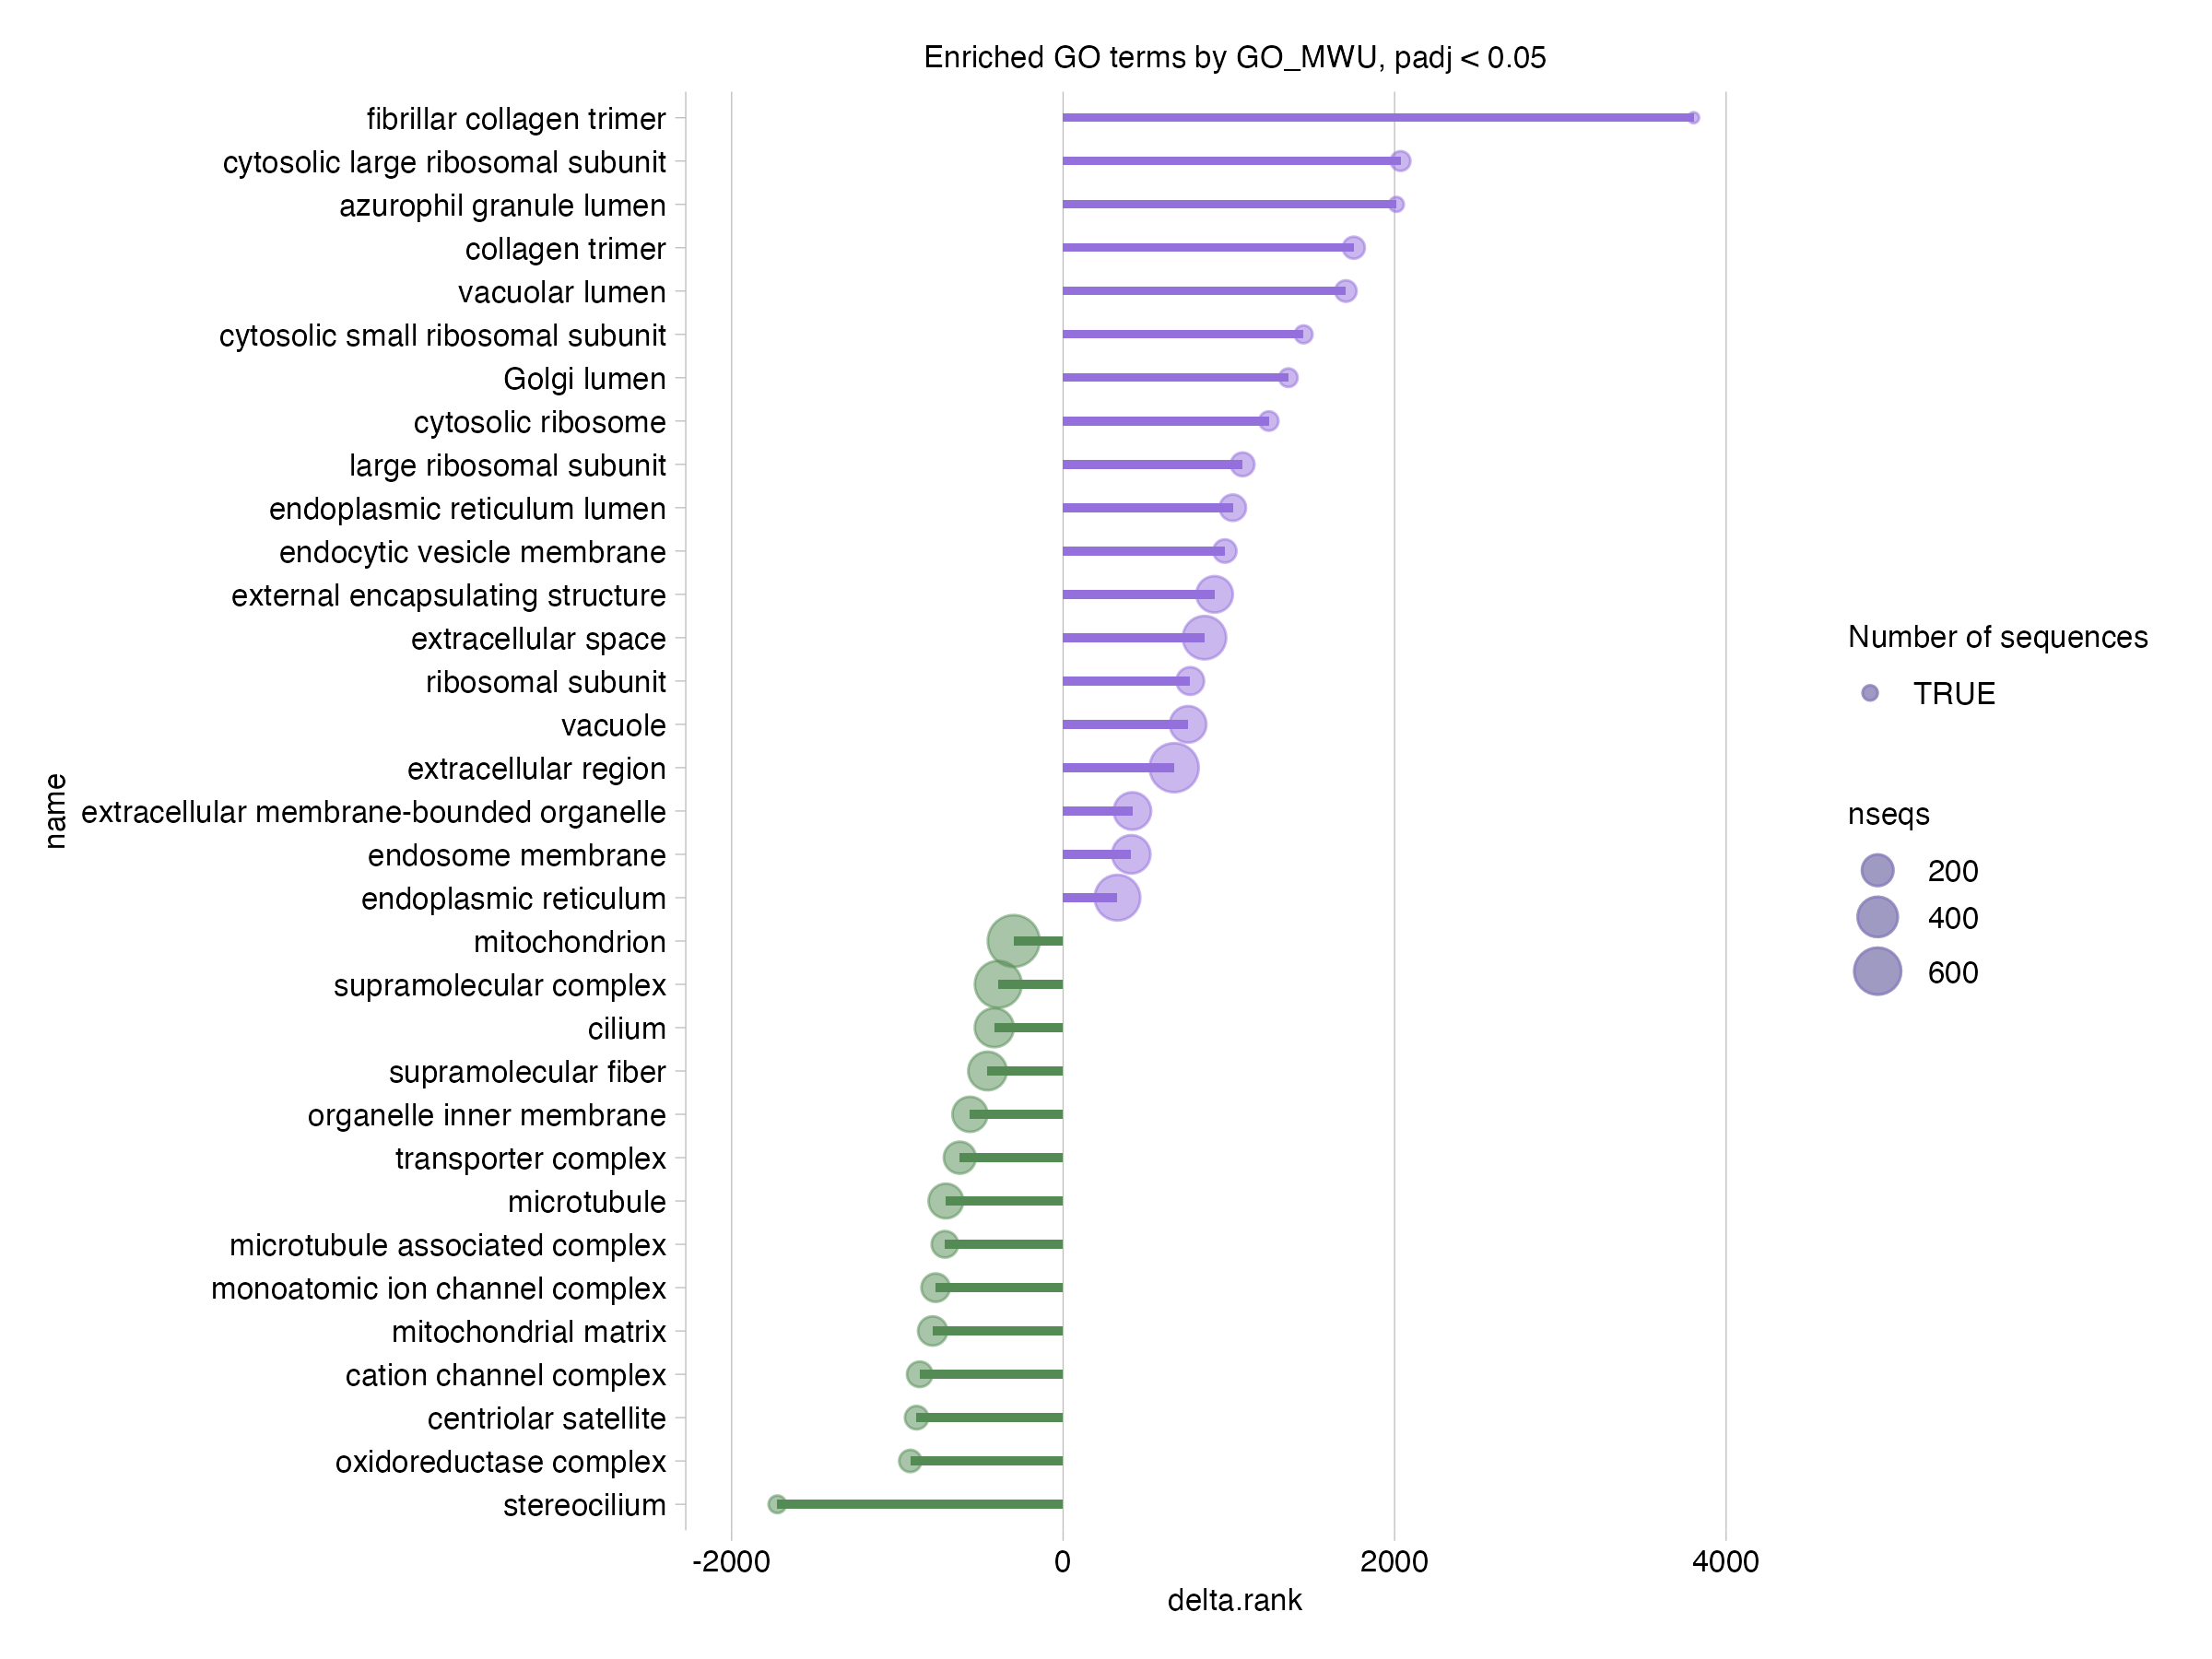 Enriched GO terms by GO_MWU, padj < 0.05
fibrillar collagen trimer
cytosolic large ribosomal subunit
azurophil granule lumen
collagen trimer
vacuolar lumen
cytosolic small ribosomal subunit
Golgi lumen
cytosolic ribosome
large ribosomal subunit
endoplasmic reticulum lumen
endocytic vesicle membrane
external encapsulating structure
extracellular space
ribosomal subunit
vacuole
extracellular region
extracellular membrane-bounded organelle
endosome membrane
endoplasmic reticulum
mitochondrion
supramolecular complex
cilium
supramolecular fiber
organelle inner membrane
transporter complex
microtubule
microtubule associated complex
monoatomic ion channel complex
mitochondrial matrix
cation channel complex
centriolar satellite
oxidoreductase complex
stereocilium
name
-2000 0 2000 4000
delta.rank
Number of sequences
TRUE
nseqs
200
400
600